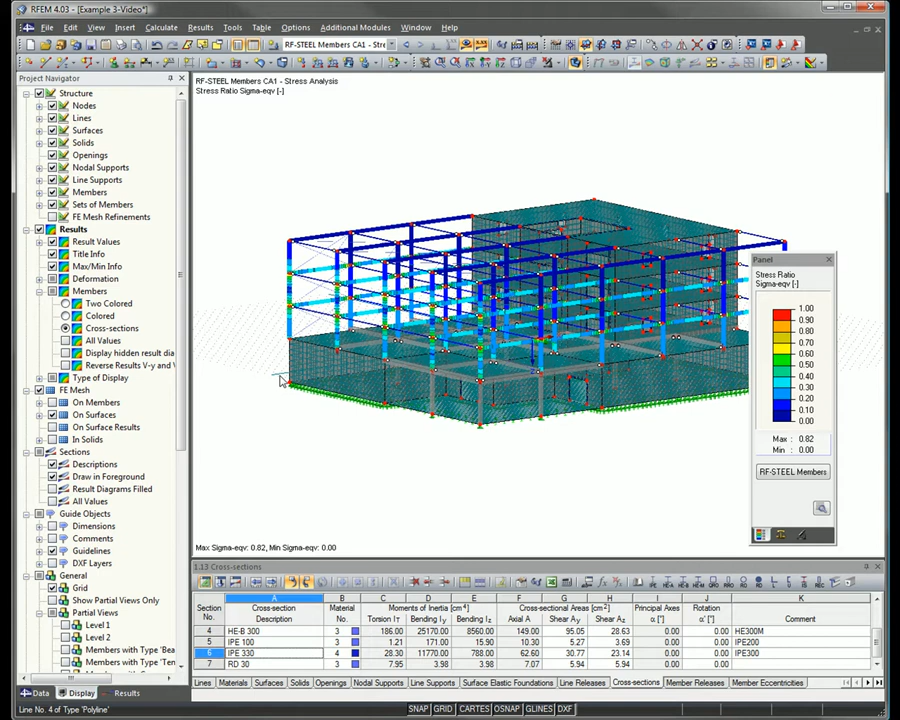 RFEM 4.03 - [Example 3-Video*]
File Edit View Insert Calculate Results Tools Table Options Additional Modules Window Help
RF-STEEL Members CA1 - Stre
Project Navigator
Structure
Nodes
Lines
Surfaces
Solids
Openings
Nodal Supports
Line Supports
Members
Sets of Members
FE Mesh Refinements
Results
Result Values
Title Info
Max/Min Info
Deformation
Members
Two Colored
Colored
Cross-sections
All Values
Display hidden result dia
Reverse Results V-y and V
Type of Display
FE Mesh
On Members
On Surfaces
On Surface Results
In Solids
Sections
Descriptions
Draw in Foreground
Result Diagrams Filled
All Values
Guide Objects
Dimensions
Comments
Guidelines
DXF Layers
General
Grid
Show Partial Views Only
Partial Views
Level 1
Level 2
Members with Type 'Bea
Members with Type 'Ter
Data Display Results
RF-STEEL Members CA1 - Stress Analysis
Stress Ratio Sigma-eqv [-]
Max Sigma-eqv: 0.82, Min Sigma-eqv: 0.00
Panel
Stress Ratio
Sigma-eqv [-]
1.00
0.90
0.80
0.70
0.60
0.50
0.40
0.30
0.20
0.10
0.00
Max : 0.82
Min : 0.00
RF-STEEL Members
1.13 Cross-sections
A B C D E F G H I J K
Section No. Cross-section Description Material No. Moments of Inertia [cm⁴] Torsion IT Bending Iy Bending Iz Cross-sectional Areas [cm²] Axial A Shear Ay Shear Az Principal Axes α [°] Rotation α' [°] Comment
4 HE-B 300 3 186.00 25170.00 8560.00 149.00 95.05 28.63 0.00 0.00 HE300M
5 IPE 100 3 1.21 171.00 15.90 10.30 5.27 3.69 0.00 0.00 IPE200
6 IPE 330 4 28.30 11770.00 788.00 62.60 30.77 23.14 0.00 0.00 IPE300
7 RD 30 3 7.95 3.98 3.98 7.07 5.94 5.94 0.00 0.00
Lines Materials Surfaces Solids Openings Nodal Supports Line Supports Surface Elastic Foundations Line Releases Cross-sections Member Releases Member Eccentricities
Line No. 4 of Type 'Polyline'
SNAP GRID CARTES OSNAP GLINES DXF